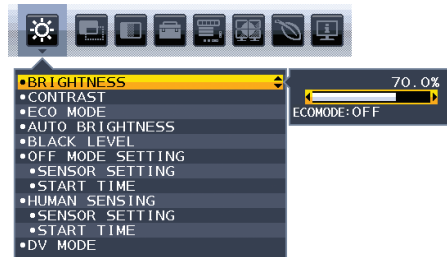 •BRIGHTNESS
•CONTRAST
•ECO MODE
•AUTO BRIGHTNESS
•BLACK LEVEL
•OFF MODE SETTING
•SENSOR SETTING
•START TIME
•HUMAN SENSING
•SENSOR SETTING
•START TIME
•DV MODE
70.0%
ECOMODE:OFF